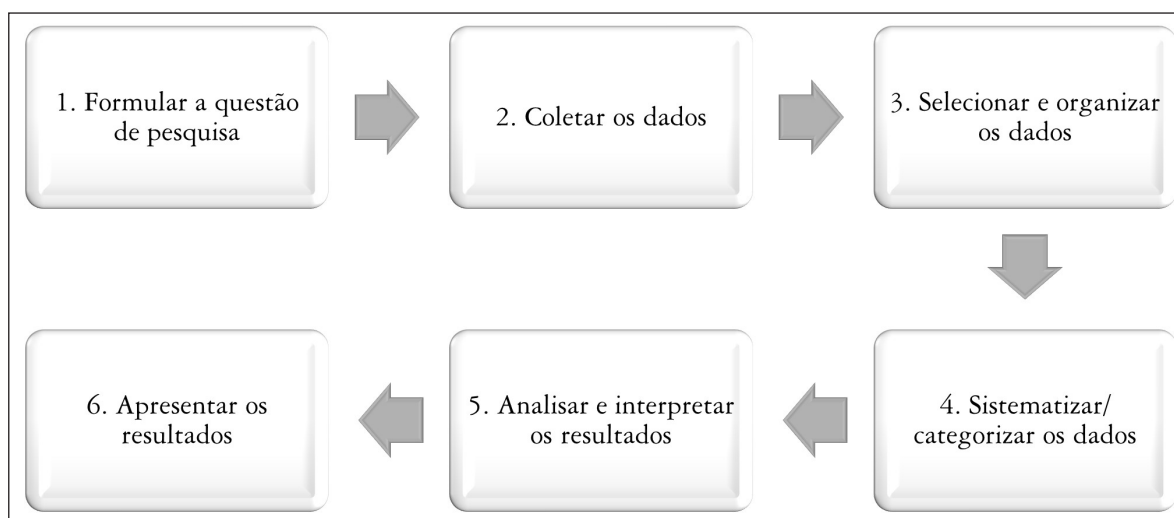 1. Formular a questão
de pesquisa
2. Coletar os dados
3. Selecionar e organizar
os dados
4. Sistematizar/
categorizar os dados
5. Analisar e interpretar
os resultados
6. Apresentar os
resultados